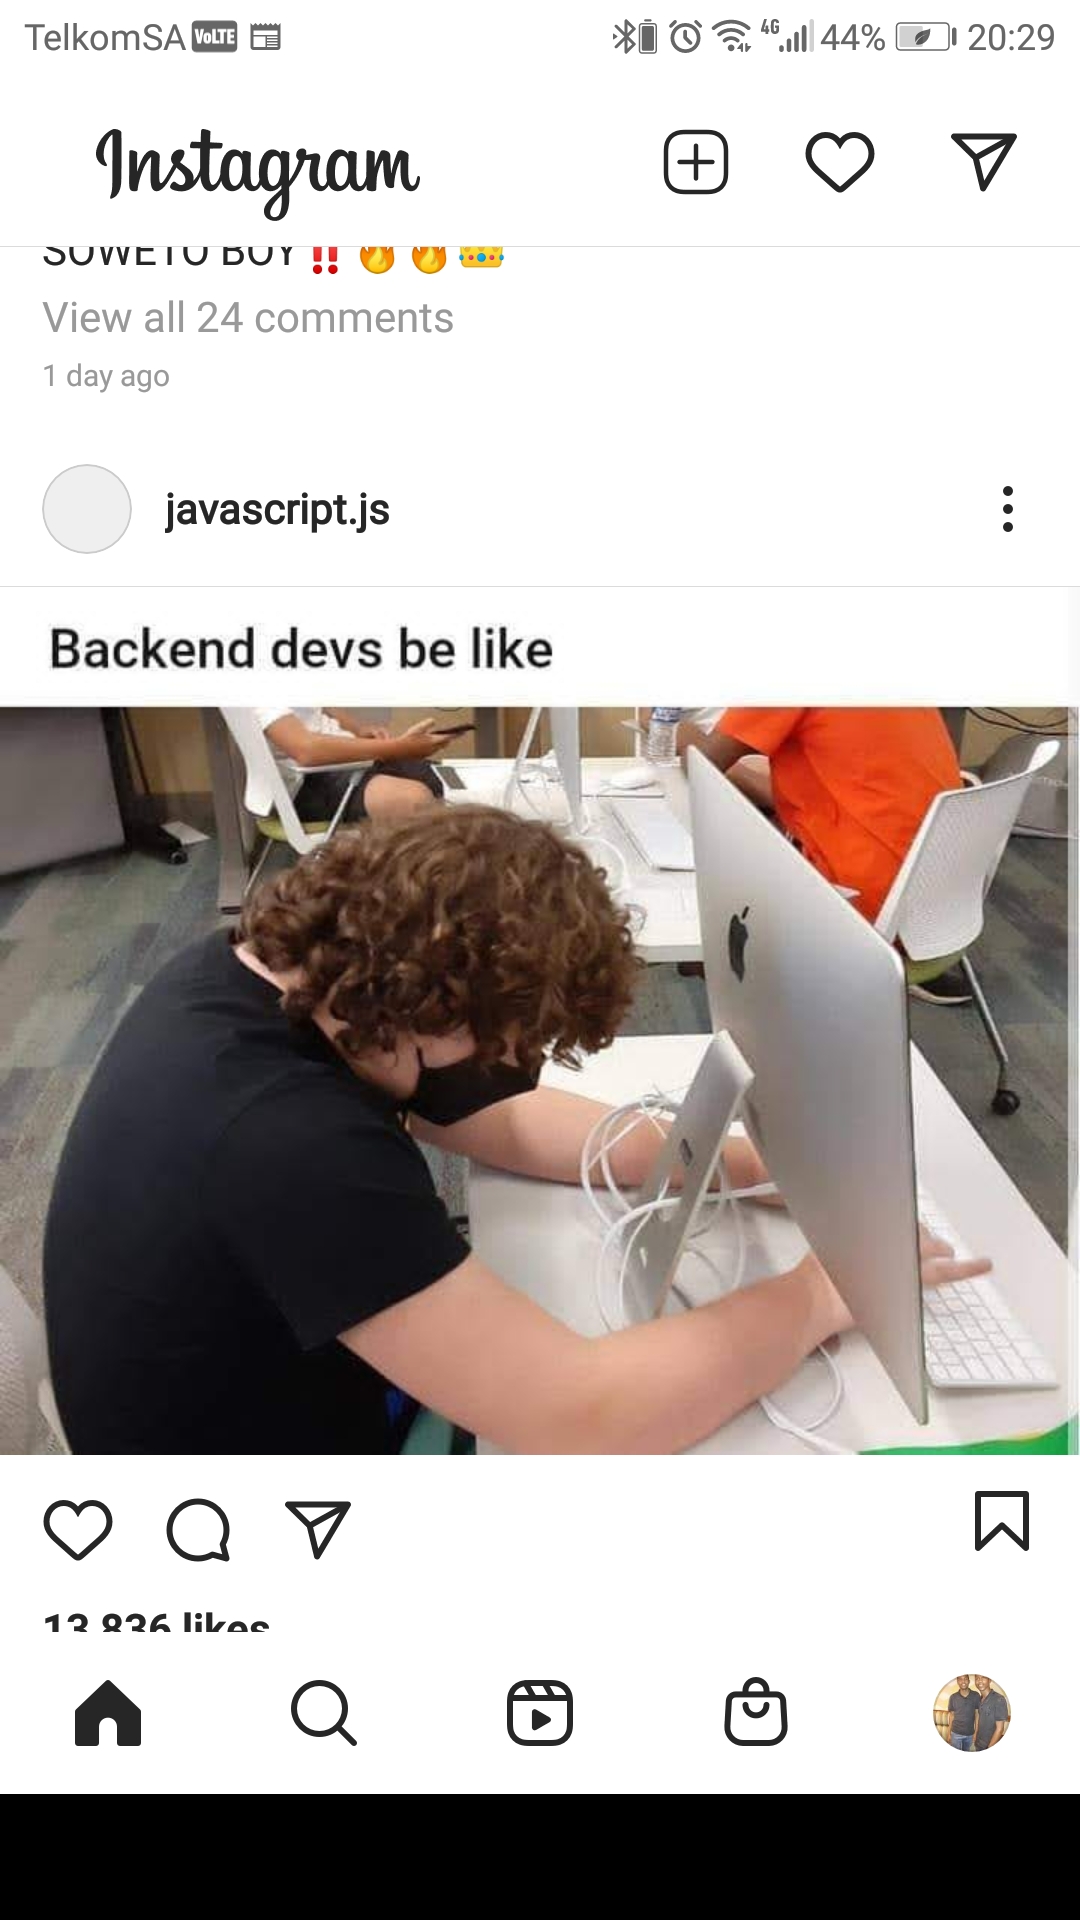 TelkomSA VoLTE 4G 44% 20:29
Instagram
SOWETO BOY‼️🔥🔥👑
View all 24 comments
1 day ago
javascript.js
Backend devs be like
13 836 likes